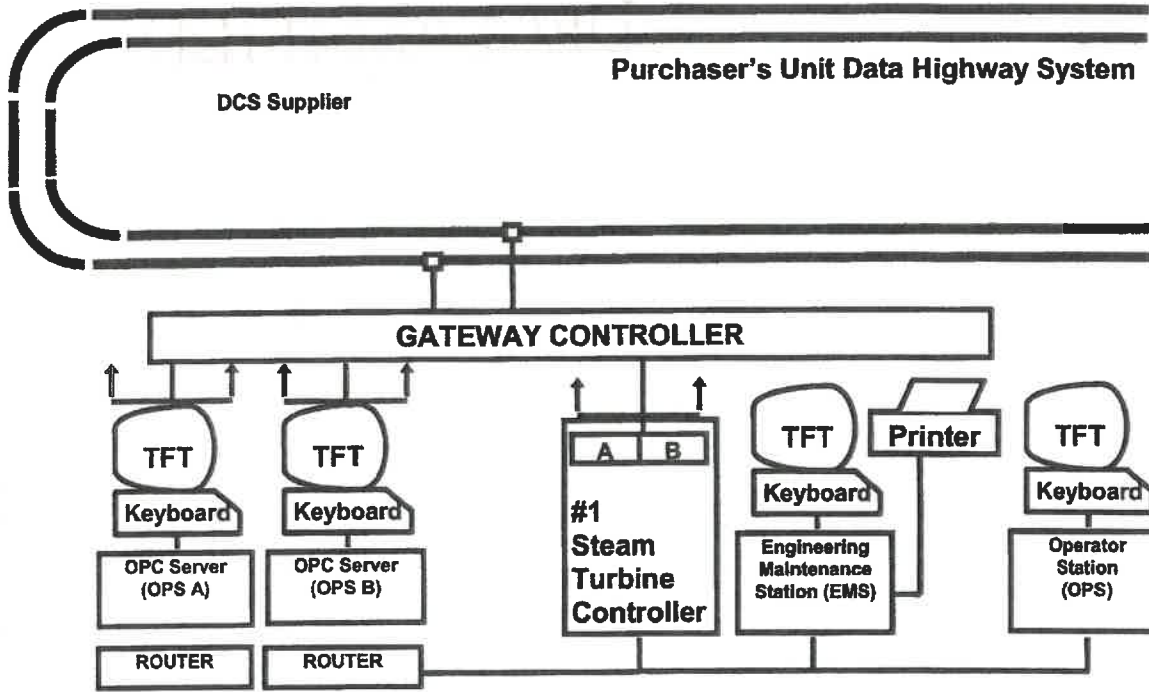 Purchaser's Unit Data Highway System
DCS Supplier
GATEWAY CONTROLLER
TFT
Keyboard
OPC Server
(OPS A)
ROUTER
TFT
Keyboard
OPC Server
(OPS B)
ROUTER
A B
#1
Steam
Turbine
Controller
TFT
Keyboard
Engineering
Maintenance
Station (EMS)
Printer
TFT
Keyboard
Operator
Station
(OPS)